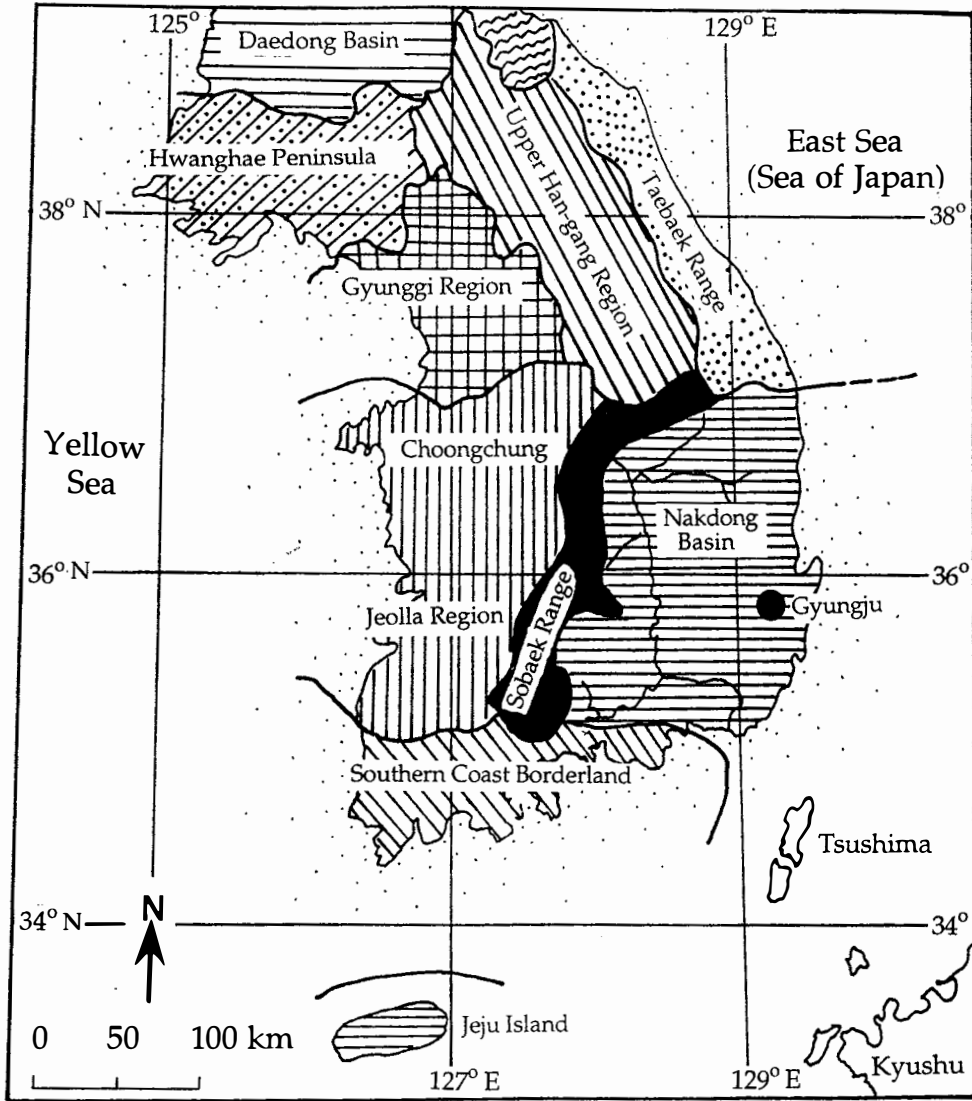 125°
129° E
Daedong Basin
Upper Han-gang Region
Taebaek Range
East Sea
(Sea of Japan)
Hwanghae Peninsula
38° N
38°
Gyunggi Region
Yellow
Sea
Choongchung
Nakdong
Basin
36° N
36°
Jeolla Region
Sobaek Range
Gyungju
Southern Coast Borderland
Tsushima
N
34° N
34°
0 50 100 km
Jeju Island
127° E
129° E
Kyushu